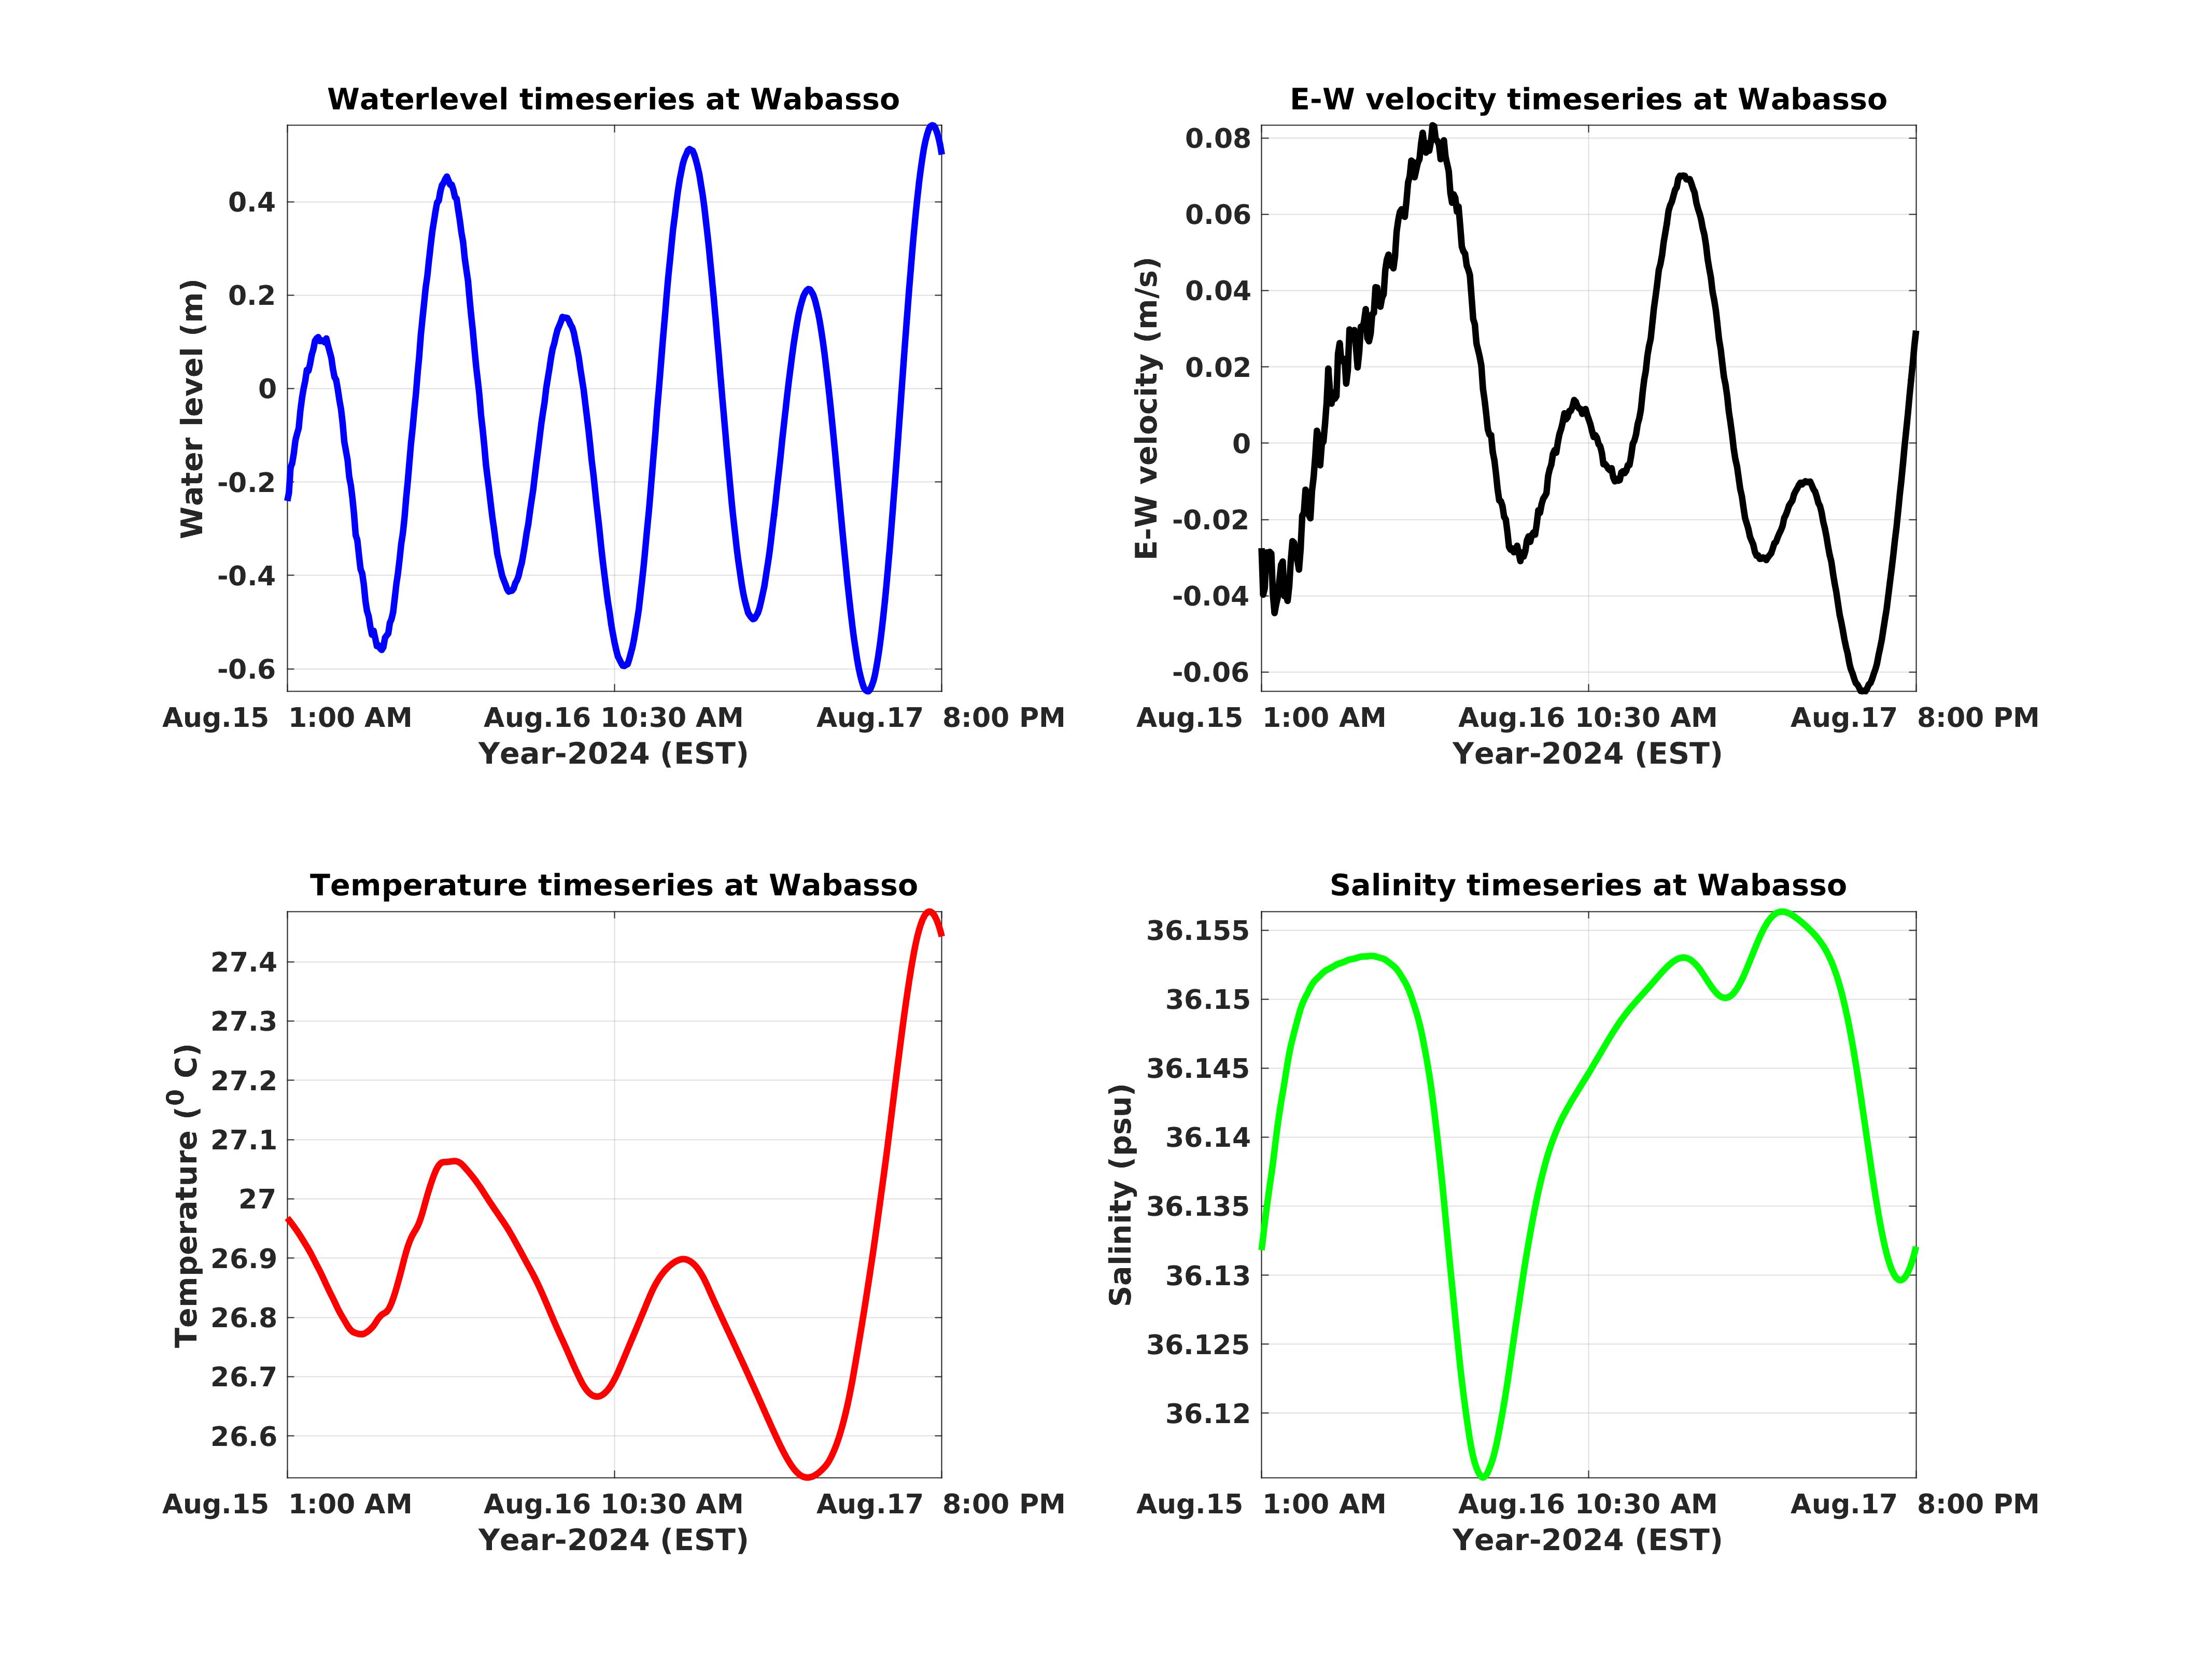 Waterlevel timeseries at Wabasso
Water level (m)
0.4
0.2
0
-0.2
-0.4
-0.6
Aug.15 1:00 AM Aug.16 10:30 AM Aug.17 8:00 PM
Year-2024 (EST)
E-W velocity timeseries at Wabasso
E-W velocity (m/s)
0.08
0.06
0.04
0.02
0
-0.02
-0.04
-0.06
Aug.15 1:00 AM Aug.16 10:30 AM Aug.17 8:00 PM
Year-2024 (EST)
Temperature timeseries at Wabasso
Temperature (⁰ C)
27.4
27.3
27.2
27.1
27
26.9
26.8
26.7
26.6
Aug.15 1:00 AM Aug.16 10:30 AM Aug.17 8:00 PM
Year-2024 (EST)
Salinity timeseries at Wabasso
Salinity (psu)
36.155
36.15
36.145
36.14
36.135
36.13
36.125
36.12
Aug.15 1:00 AM Aug.16 10:30 AM Aug.17 8:00 PM
Year-2024 (EST)